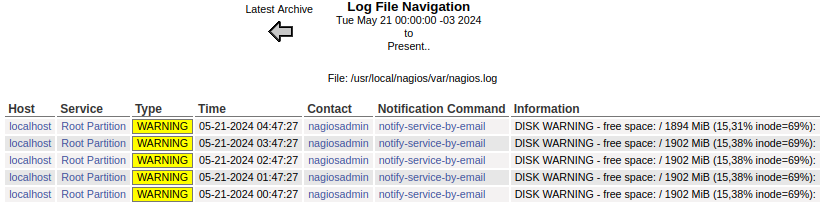 Latest Archive
Log File Navigation
Tue May 21 00:00:00 -03 2024
to
Present..
File: /usr/local/nagios/var/nagios.log
Host Service Type Time Contact Notification Command Information
localhost Root Partition WARNING 05-21-2024 04:47:27 nagiosadmin notify-service-by-email DISK WARNING - free space: / 1894 MiB (15,31% inode=69%):
localhost Root Partition WARNING 05-21-2024 03:47:27 nagiosadmin notify-service-by-email DISK WARNING - free space: / 1902 MiB (15,38% inode=69%):
localhost Root Partition WARNING 05-21-2024 02:47:27 nagiosadmin notify-service-by-email DISK WARNING - free space: / 1902 MiB (15,38% inode=69%):
localhost Root Partition WARNING 05-21-2024 01:47:27 nagiosadmin notify-service-by-email DISK WARNING - free space: / 1902 MiB (15,38% inode=69%):
localhost Root Partition WARNING 05-21-2024 00:47:27 nagiosadmin notify-service-by-email DISK WARNING - free space: / 1902 MiB (15,38% inode=69%):